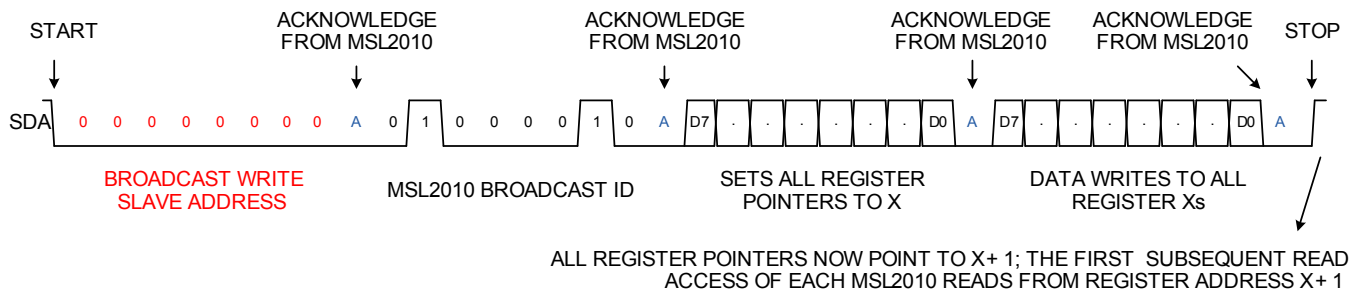 START
ACKNOWLEDGE
FROM MSL2010
ACKNOWLEDGE
FROM MSL2010
ACKNOWLEDGE
FROM MSL2010
ACKNOWLEDGE
FROM MSL2010
STOP
SDA 0 0 0 0 0 0 0 0 A 0 1 0 0 0 0 1 0 A D7 . . . . . . D0 A D7 . . . . . . D0 A
BROADCAST WRITE
SLAVE ADDRESS
MSL2010 BROADCAST ID
SETS ALL REGISTER
POINTERS TO X
DATA WRITES TO ALL
REGISTER Xs
ALL REGISTER POINTERS NOW POINT TO X+ 1; THE FIRST SUBSEQUENT READ
ACCESS OF EACH MSL2010 READS FROM REGISTER ADDRESS X+ 1